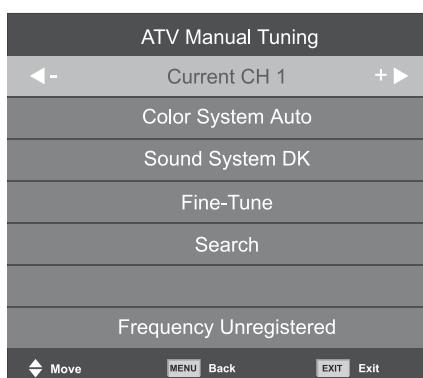 ATV Manual Tuning
- Current CH 1 +
Color System Auto
Sound System DK
Fine-Tune
Search
Frequency Unregistered
Move MENU Back EXIT Exit